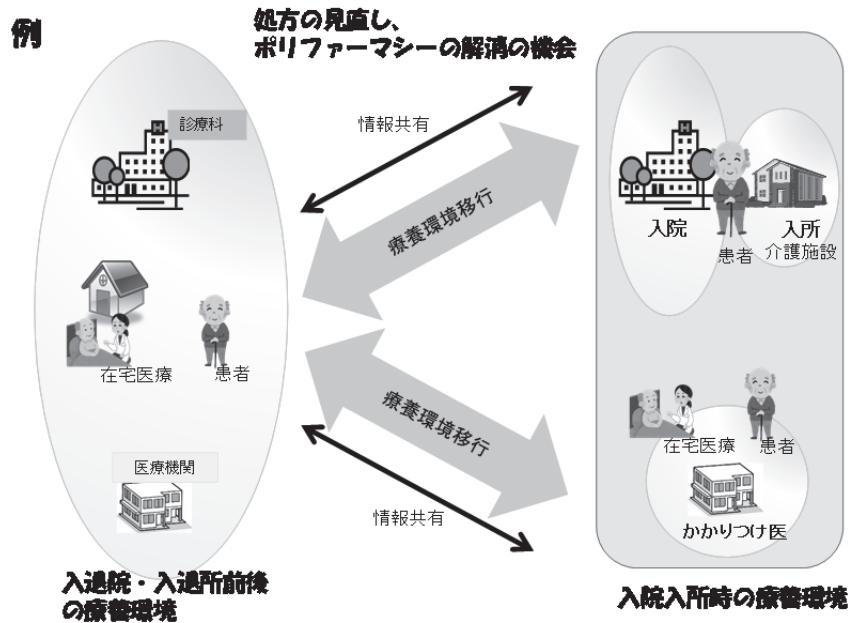 例
処方の見直し、
ポリファーマシーの解消の機会
診療科
情報共有
療養環境移行
入院
患者
入所
介護施設
在宅医療
患者
療養環境移行
在宅医療
患者
医療機関
情報共有
かかりつけ医
入退院・入退所前後
の療養環境
入院入所時の療養環境